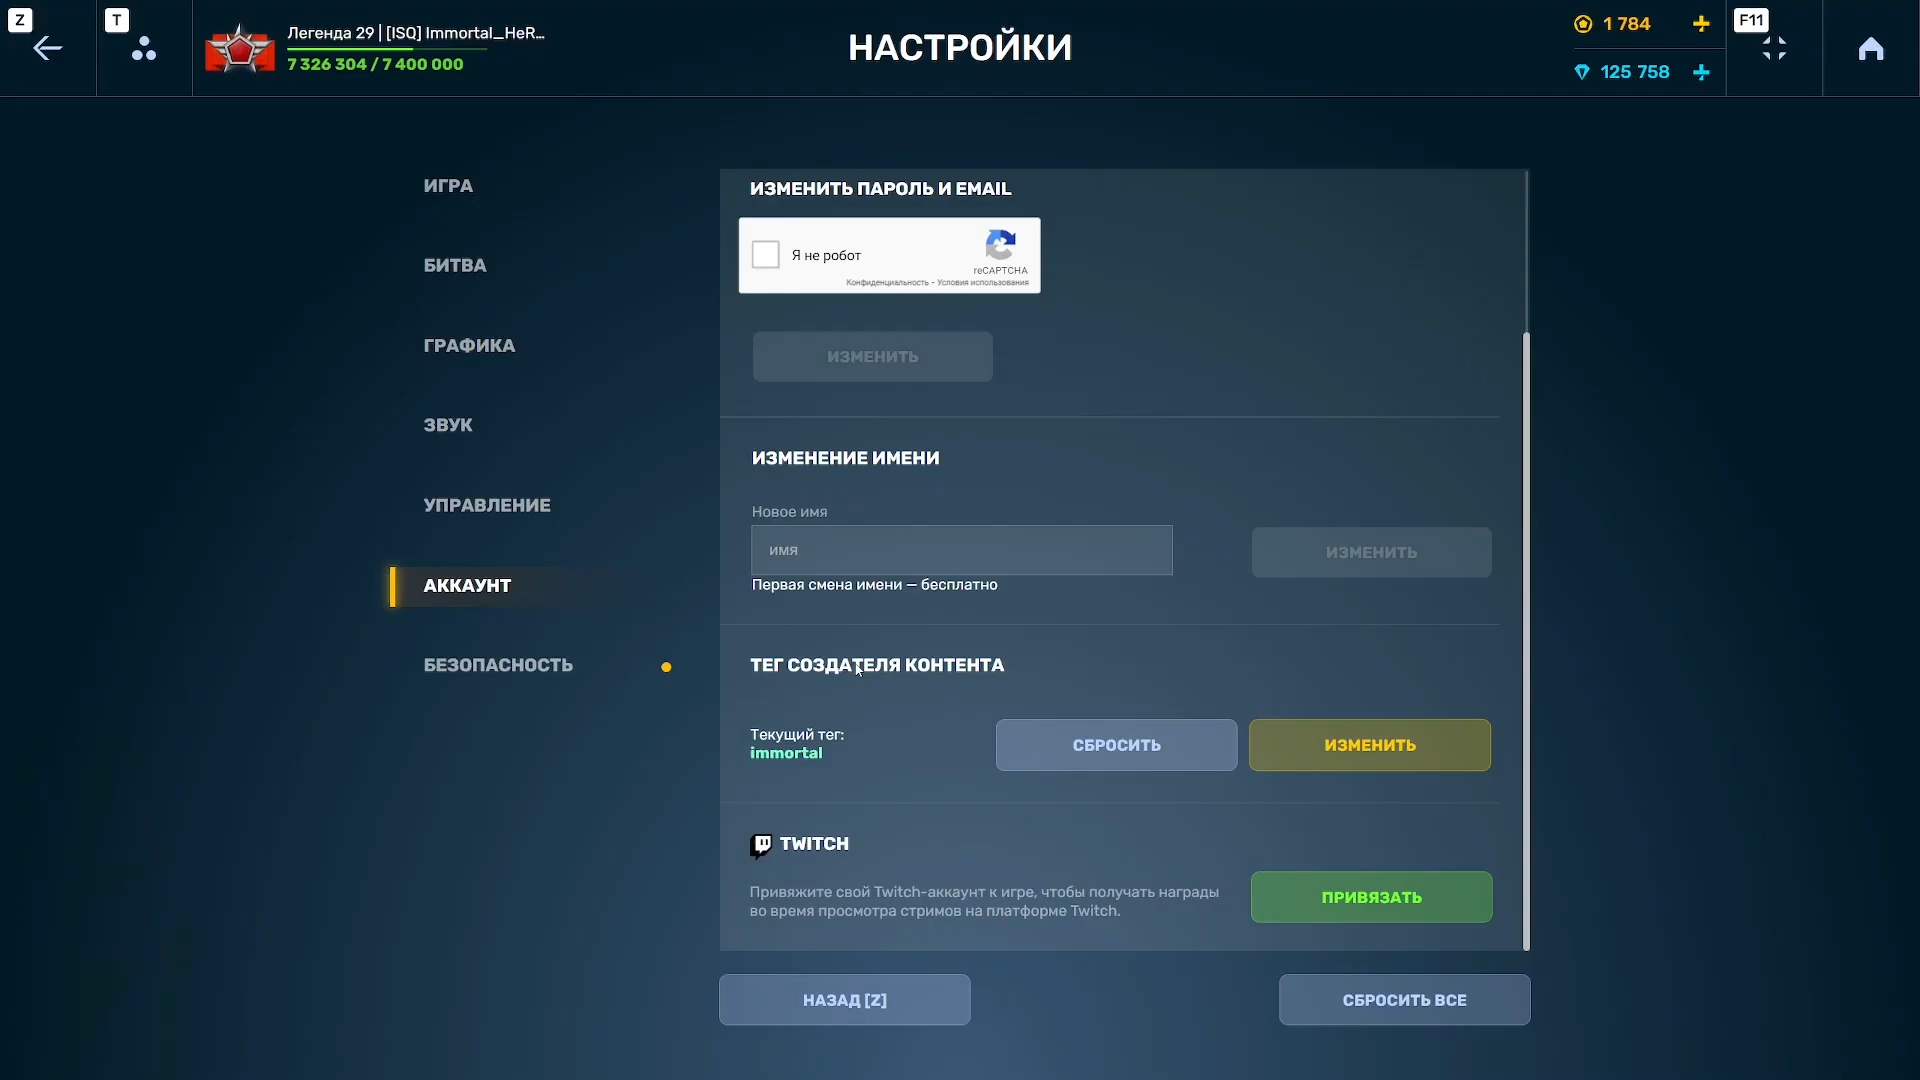 Z
T
Легенда 29 | [ISQ] Immortal_HeR...
7 326 304 / 7 400 000
НАСТРОЙКИ
1 784
125 758
F11
ИГРА
БИТВА
ГРАФИКА
ЗВУК
УПРАВЛЕНИЕ
АККАУНТ
БЕЗОПАСНОСТЬ
ИЗМЕНИТЬ ПАРОЛЬ И EMAIL
Я не робот
reCAPTCHA
Конфиденциальность - Условия использования
ИЗМЕНИТЬ
ИЗМЕНЕНИЕ ИМЕНИ
Новое имя
имя
ИЗМЕНИТЬ
Первая смена имени — бесплатно
ТЕГ СОЗДАТЕЛЯ КОНТЕНТА
Текущий тег:
immortal
СБРОСИТЬ
ИЗМЕНИТЬ
TWITCH
Привяжите свой Twitch-аккаунт к игре, чтобы получать награды
во время просмотра стримов на платформе Twitch.
ПРИВЯЗАТЬ
НАЗАД [Z]
СБРОСИТЬ ВСЕ